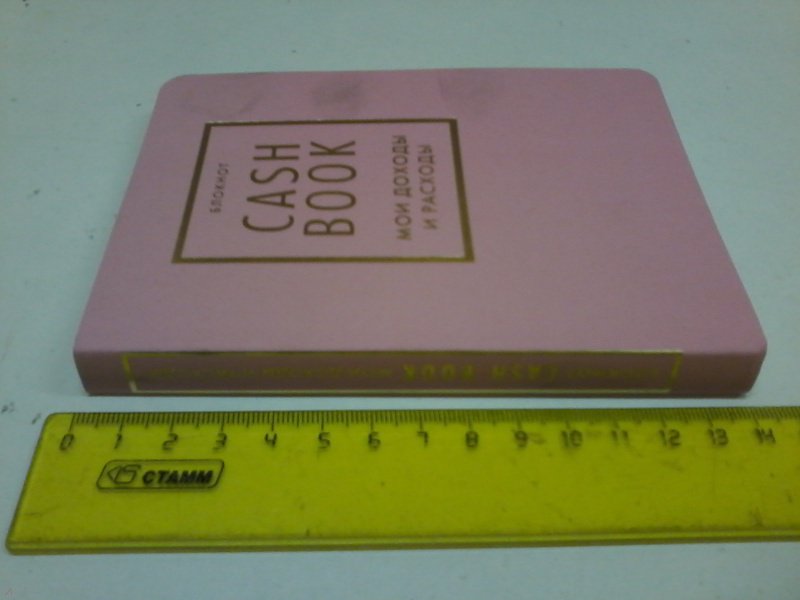 БЛОКНОТ
CASH
BOOK
МОИ ДОХОДЫ
И РАСХОДЫ
CASH BOOK
0 1 2 3 4 5 6 7 8 9 10 11 12 13 14
СТАММ